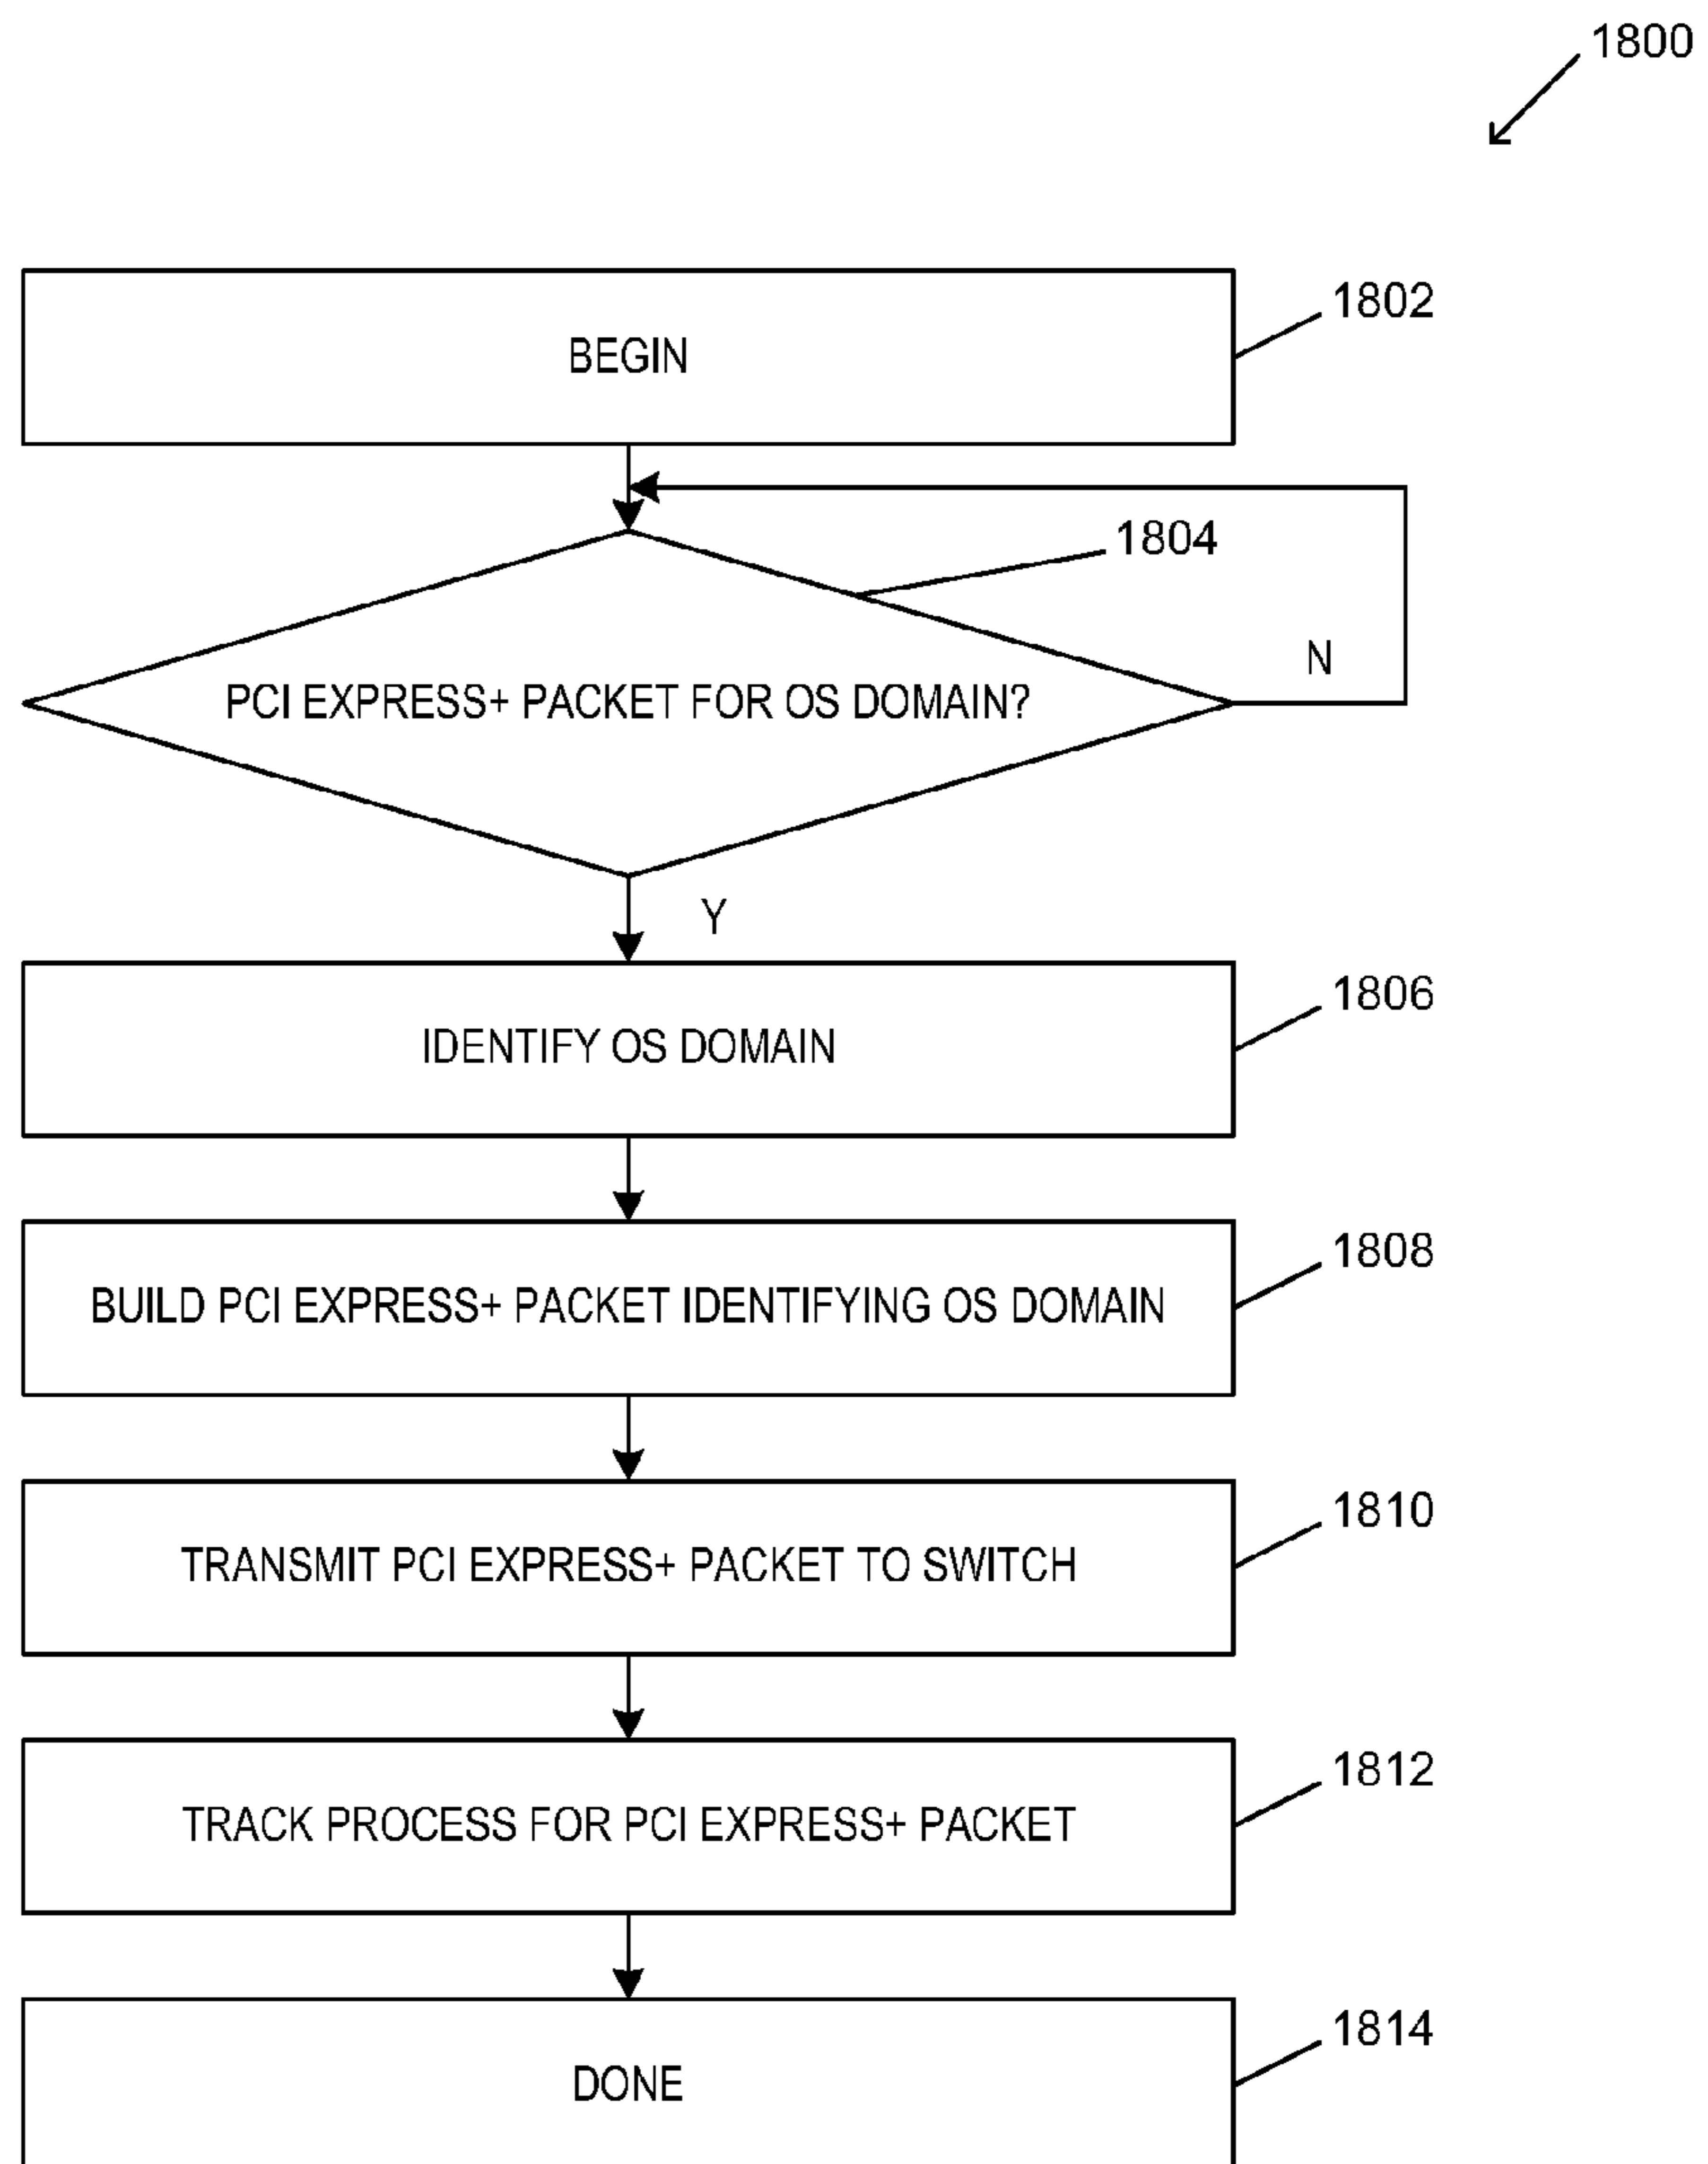 1800
BEGIN
1802
1804
PCI EXPRESS+ PACKET FOR OS DOMAIN?
N
Y
IDENTIFY OS DOMAIN
1806
BUILD PCI EXPRESS+ PACKET IDENTIFYING OS DOMAIN
1808
TRANSMIT PCI EXPRESS+ PACKET TO SWITCH
1810
TRACK PROCESS FOR PCI EXPRESS+ PACKET
1812
DONE
1814